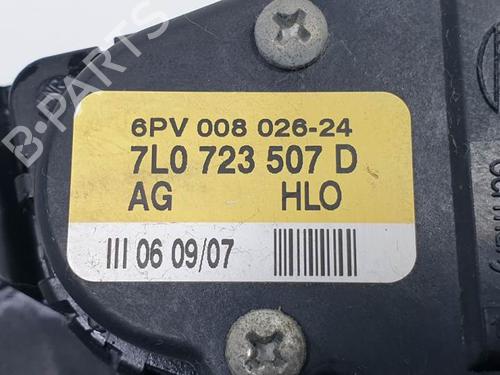 B-PARTS
6PV 008 026-24
7L0 723 507 D
AG HLO
III 06 09/07